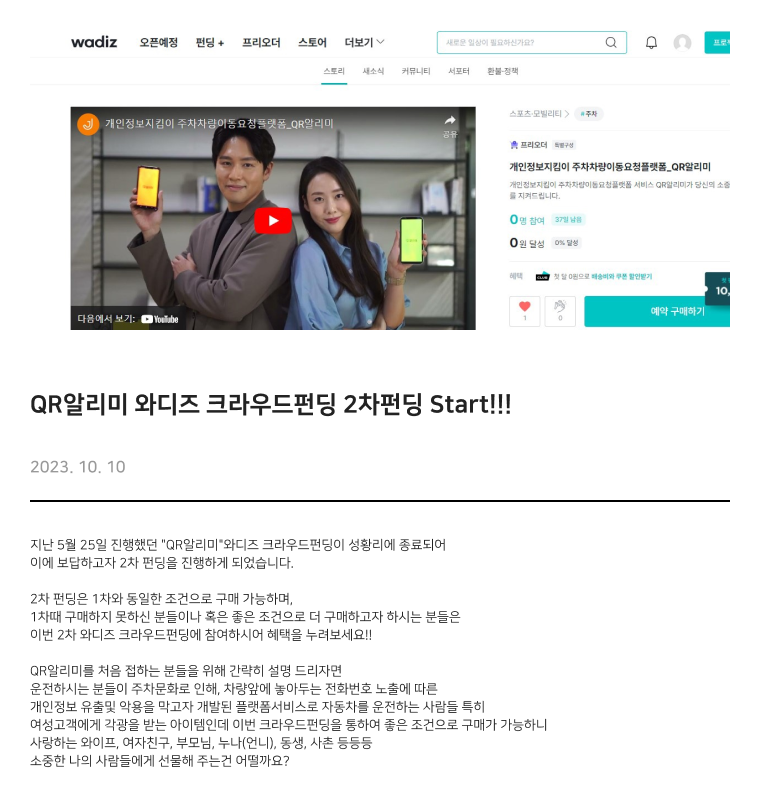 wadiz 오픈예정 펀딩 + 프리오더 스토어 더보기 새로운 일상이 필요하신가요?
스토리 새소식 커뮤니티 서포터 환불·정책
개인정보지킴이 주차차량이동요청플랫폼_QR알리미
공유
다음에서 보기: YouTube
스포츠·모빌리티 > #주차
프리오더 특별구성
개인정보지킴이 주차차량이동요청플랫폼_QR알리미
개인정보지킴이 주차차량이동요청플랫폼 서비스 QR알리미가 당신의 소중
을 지켜드립니다.
0명 참여 37일 남음
0원 달성 0% 달성
혜택 첫 달 0원으로 배송비와 쿠폰 할인받기
10,
1 0 예약 구매하기
QR알리미 와디즈 크라우드펀딩 2차펀딩 Start!!!
2023. 10. 10
지난 5월 25일 진행했던 "QR알리미"와디즈 크라우드펀딩이 성황리에 종료되어
이에 보답하고자 2차 펀딩을 진행하게 되었습니다.
2차 펀딩은 1차와 동일한 조건으로 구매 가능하며,
1차때 구매하지 못하신 분들이나 혹은 좋은 조건으로 더 구매하고자 하시는 분들은
이번 2차 와디즈 크라우드펀딩에 참여하시어 혜택을 누려보세요!!
QR알리미를 처음 접하는 분들을 위해 간략히 설명 드리자면
운전하시는 분들이 주차문화로 인해, 차량앞에 놓아두는 전화번호 노출에 따른
개인정보 유출및 악용을 막고자 개발된 플랫폼서비스로 자동차를 운전하는 사람들 특히
여성고객에게 각광을 받는 아이템인데 이번 크라우드펀딩을 통하여 좋은 조건으로 구매가 가능하니
사랑하는 와이프, 여자친구, 부모님, 누나(언니), 동생, 사촌 등등등
소중한 나의 사람들에게 선물해 주는건 어떨까요?